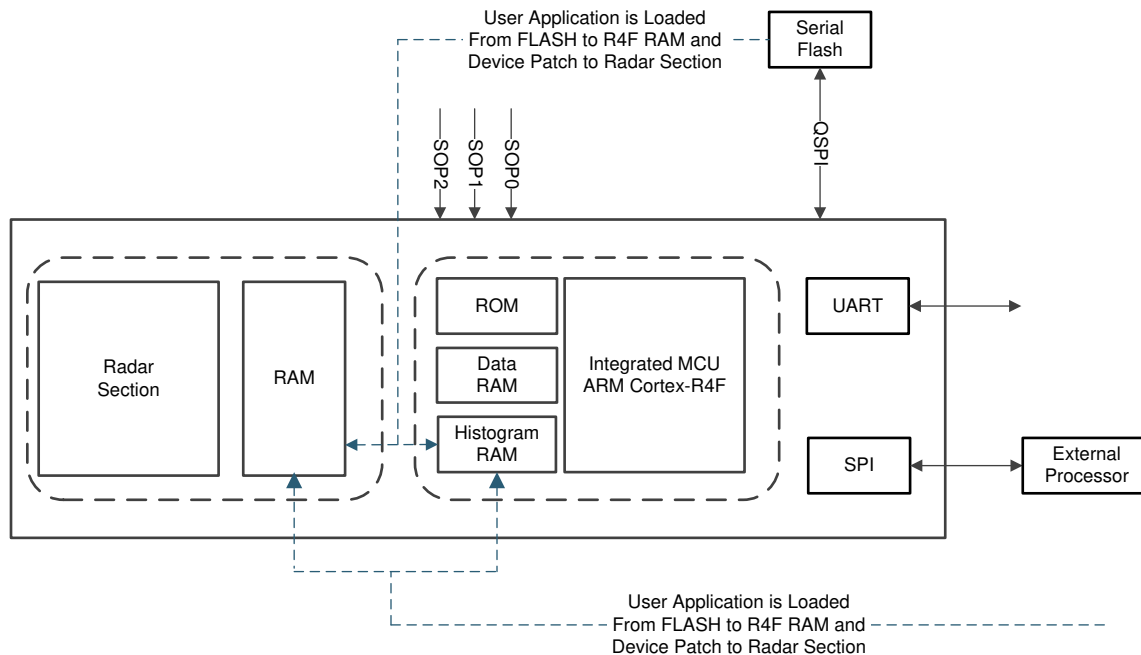 User Application is Loaded
From FLASH to R4F RAM and
Device Patch to Radar Section
Serial
Flash
SOP2
SOP1
SOP0
QSPI
Radar
Section
RAM
ROM
Data
RAM
Histogram
RAM
Integrated MCU
ARM Cortex-R4F
UART
SPI
External
Processor
User Application is Loaded
From FLASH to R4F RAM and
Device Patch to Radar Section